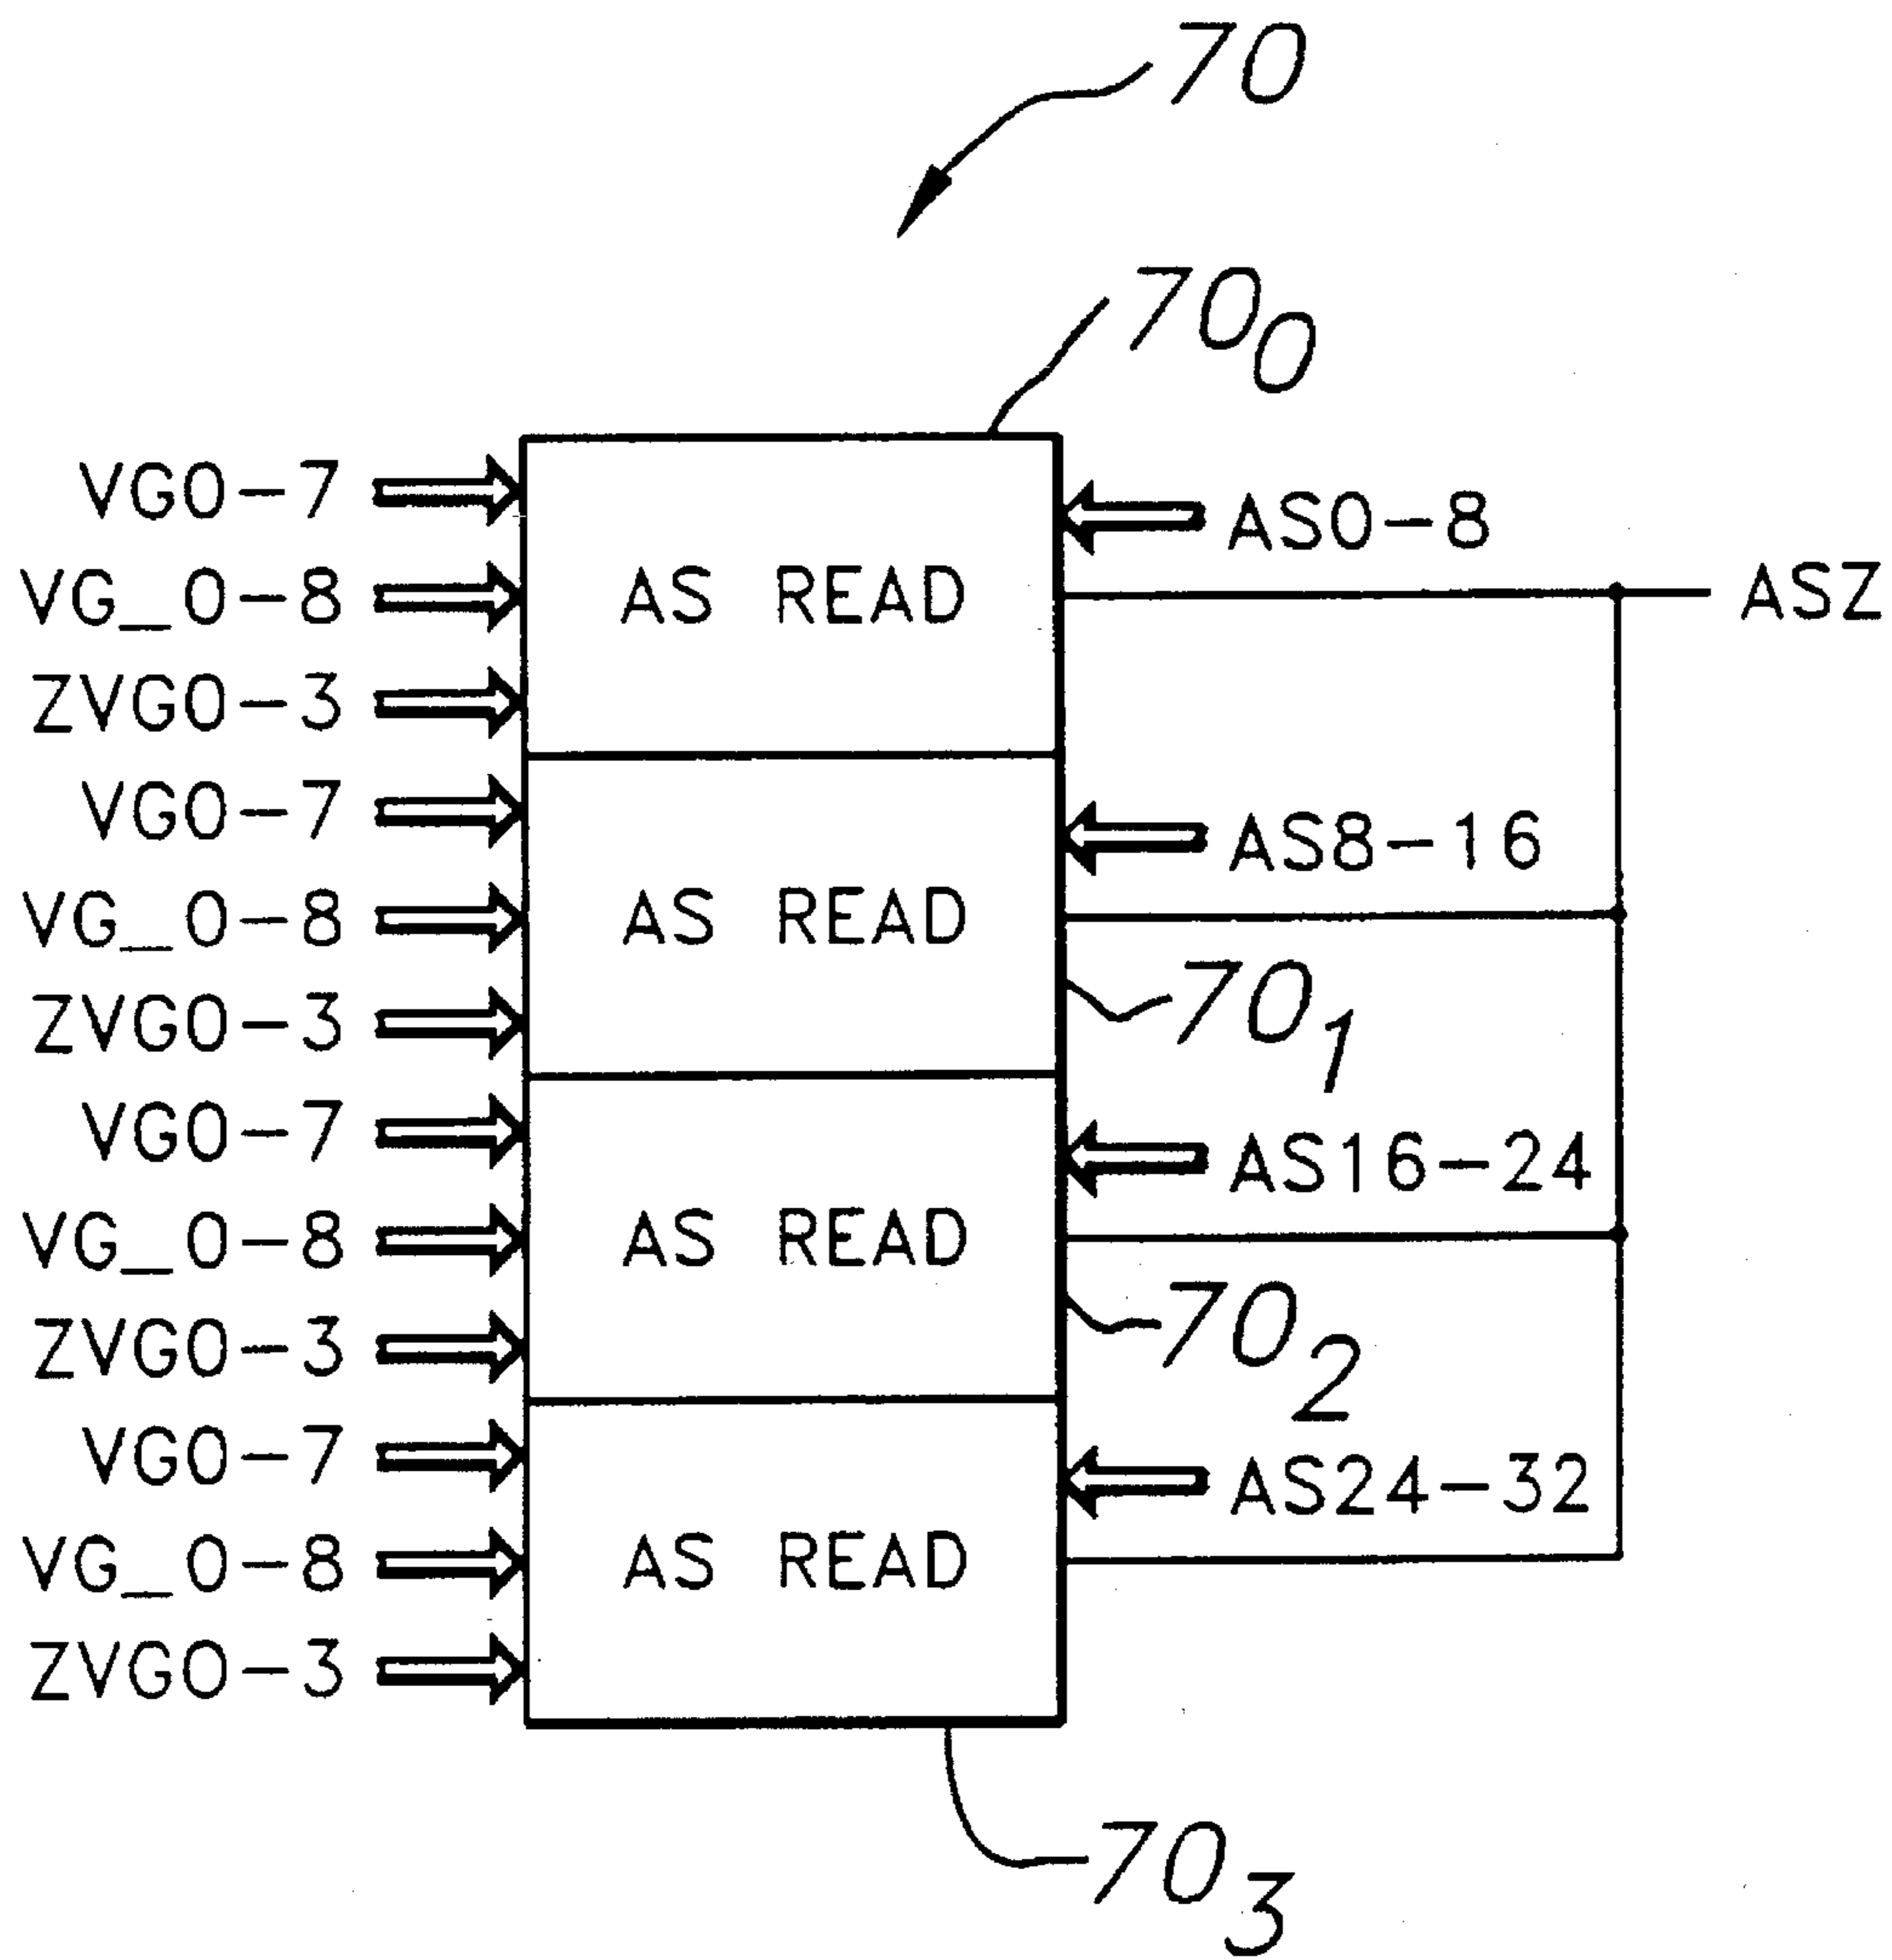 70
70₀
VG0-7
AS0-8
VG_0-8
AS READ
ASZ
ZVG0-3
VG0-7
AS8-16
VG_0-8
AS READ
ZVG0-3
70₁
VG0-7
AS16-24
VG_0-8
AS READ
ZVG0-3
70₂
VG0-7
AS24-32
VG_0-8
AS READ
ZVG0-3
70₃